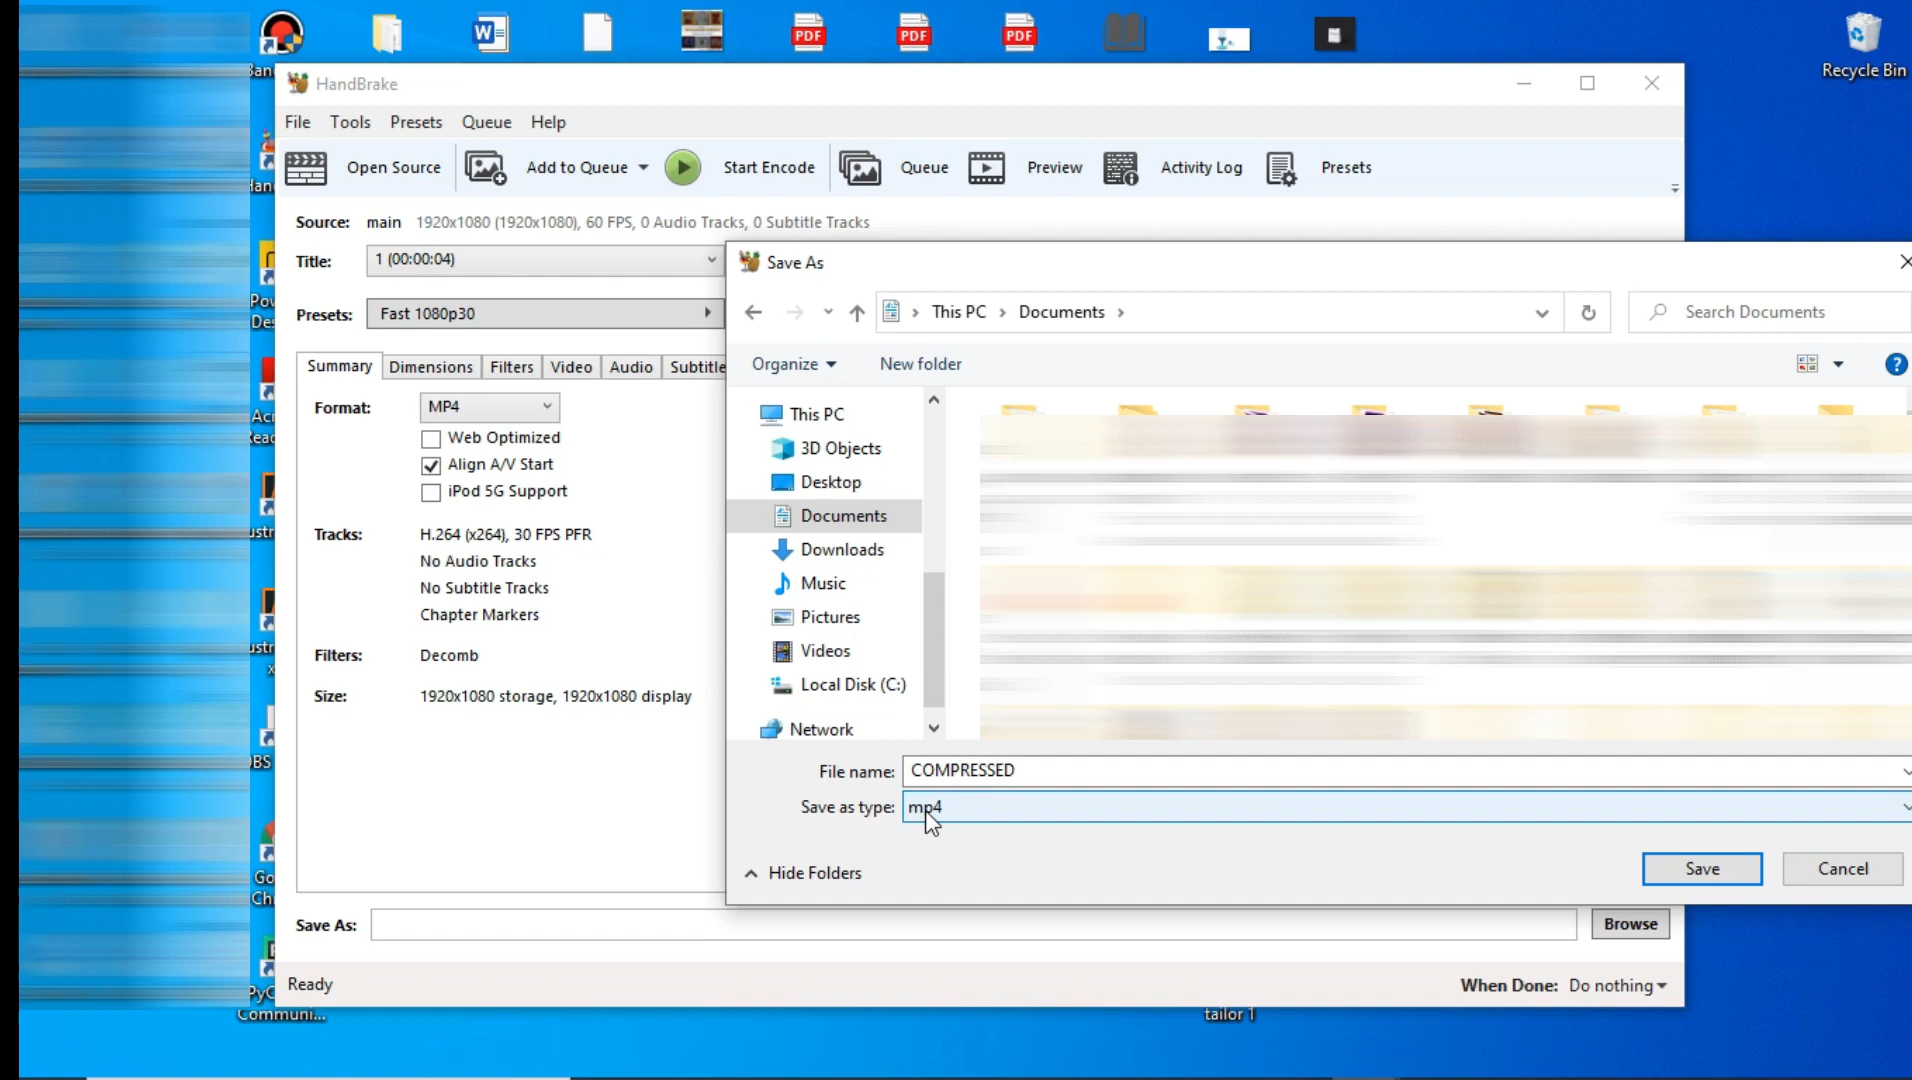 PDF
PDF
PDF
Recycle Bin
HandBrake
File Tools Presets Queue Help
Open Source
Add to Queue
Start Encode
Queue
Preview
Activity Log
Presets
Source: main 1920x1080 (1920x1080), 60 FPS, 0 Audio Tracks, 0 Subtitle Tracks
Title: 1 (00:00:04)
Presets: Fast 1080p30
Summary Dimensions Filters Video Audio Subtitle
Format: MP4
Web Optimized
Align A/V Start
iPod 5G Support
Tracks: H.264 (x264), 30 FPS PFR
No Audio Tracks
No Subtitle Tracks
Chapter Markers
Filters: Decomb
Size: 1920x1080 storage, 1920x1080 display
Save As
This PC > Documents >
Search Documents
Organize
New folder
This PC
3D Objects
Desktop
Documents
Downloads
Music
Pictures
Videos
Local Disk (C:)
Network
File name: COMPRESSED
Save as type: mp4
Hide Folders
Save
Cancel
Save As:
Browse
Ready
When Done: Do nothing
Communi...
tailor 1